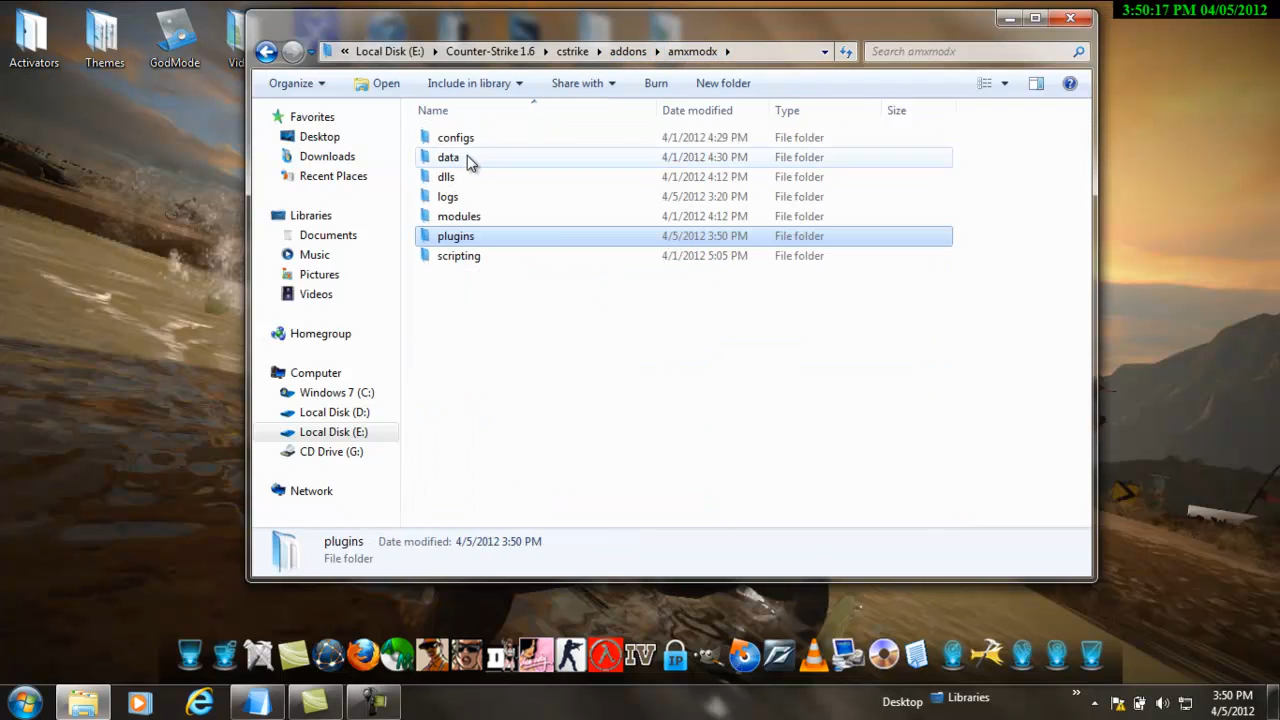 3:50:17 PM 04/05/2012
Activators
Themes
GodMode
« Local Disk (E:) Counter-Strike 1.6 cstrike addons amxmodx
Search amxmodx
Organize Open Include in library Share with Burn New folder
Name Date modified Type Size
Favorites
Desktop
Downloads
Recent Places
Libraries
Documents
Music
Pictures
Videos
Homegroup
Computer
Windows 7 (C:)
Local Disk (D:)
Local Disk (E:)
CD Drive (G:)
Network
configs 4/1/2012 4:29 PM File folder
data 4/1/2012 4:30 PM File folder
dlls 4/1/2012 4:12 PM File folder
logs 4/5/2012 3:20 PM File folder
modules 4/1/2012 4:12 PM File folder
plugins 4/5/2012 3:50 PM File folder
scripting 4/1/2012 5:05 PM File folder
plugins Date modified: 4/5/2012 3:50 PM
File folder
IV
IP
Desktop Libraries »
3:50 PM
4/5/2012